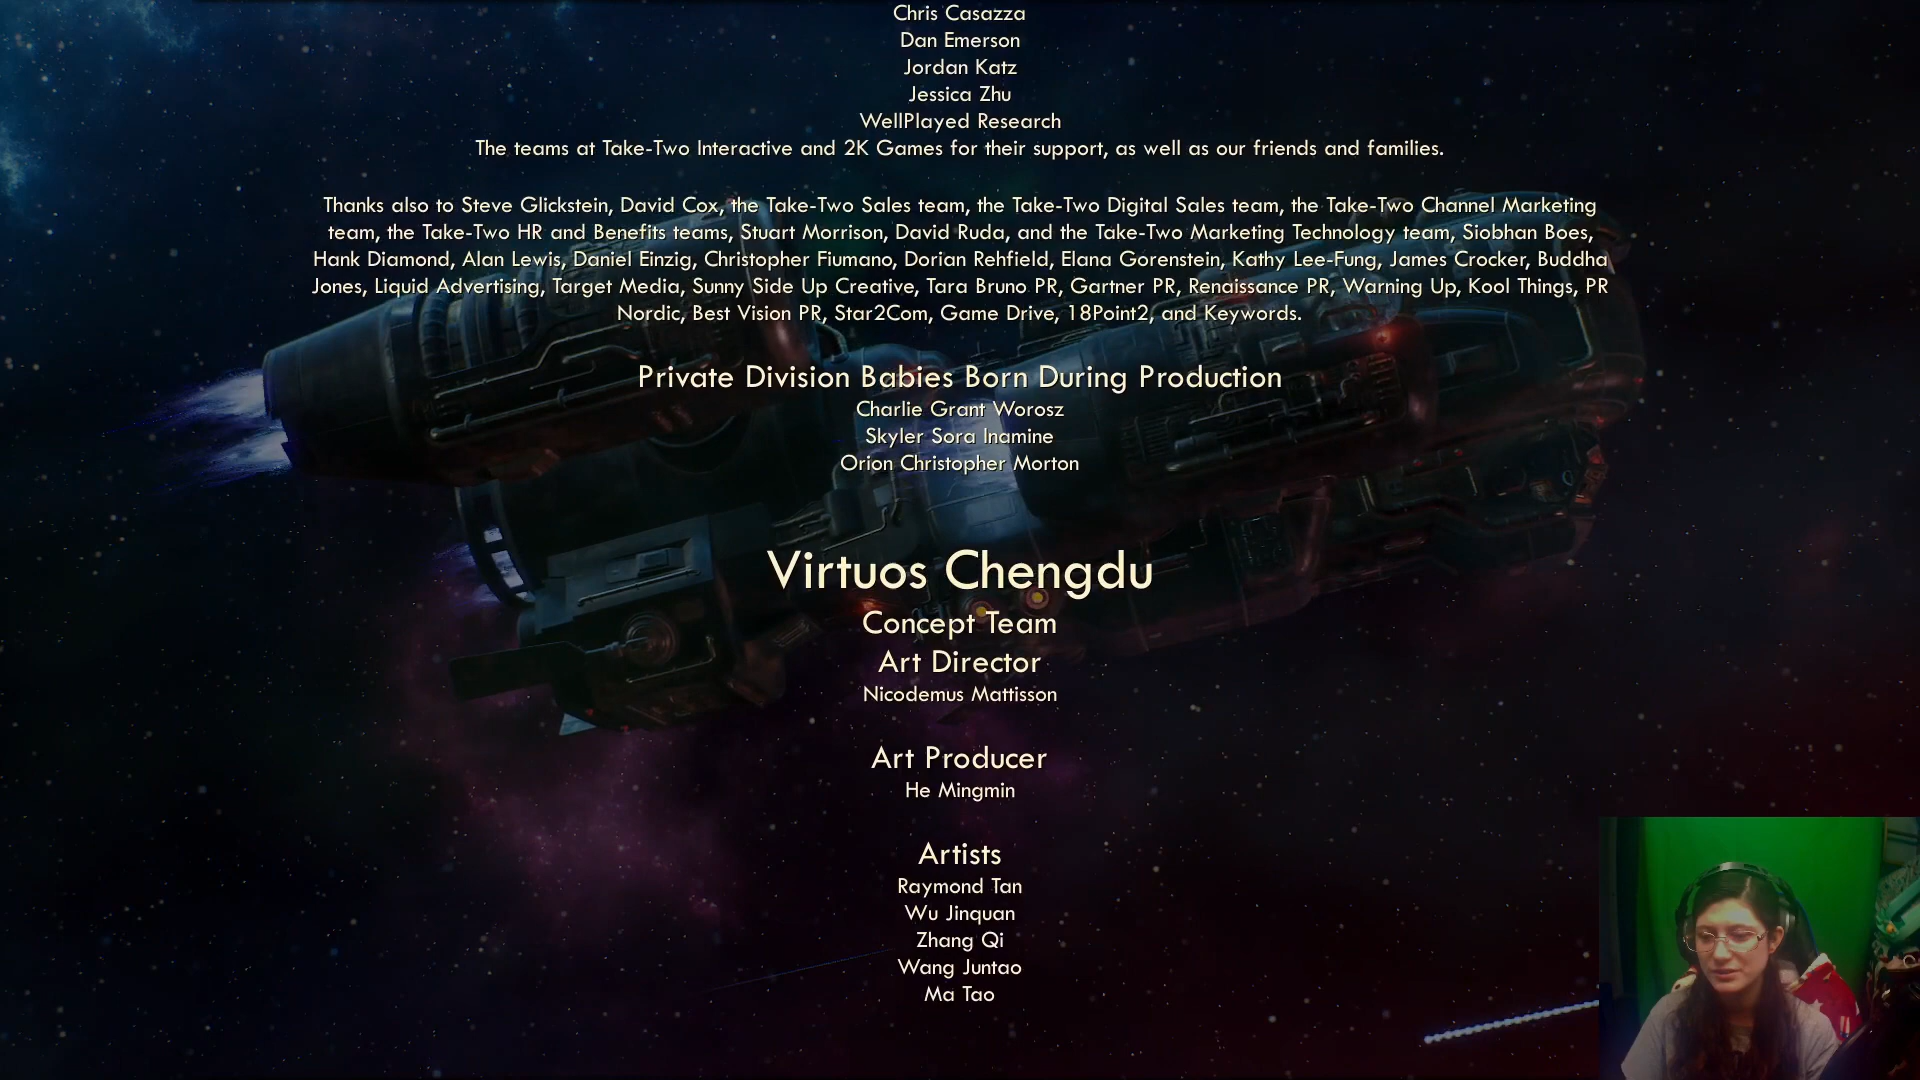 Chris Casazza
Dan Emerson
Jordan Katz
Jessica Zhu
WellPlayed Research
The teams at Take-Two Interactive and 2K Games for their support, as well as our friends and families.
Thanks also to Steve Glickstein, David Cox, the Take-Two Sales team, the Take-Two Digital Sales team, the Take-Two Channel Marketing
team, the Take-Two HR and Benefits teams, Stuart Morrison, David Ruda, and the Take-Two Marketing Technology team, Siobhan Boes,
Hank Diamond, Alan Lewis, Daniel Einzig, Christopher Fiumano, Dorian Rehfield, Elana Gorenstein, Kathy Lee-Fung, James Crocker, Buddha
Jones, Liquid Advertising, Target Media, Sunny Side Up Creative, Tara Bruno PR, Gartner PR, Renaissance PR, Warning Up, Kool Things, PR
Nordic, Best Vision PR, Star2Com, Game Drive, 18Point2, and Keywords.
Private Division Babies Born During Production
Charlie Grant Worosz
Skyler Sora Inamine
Orion Christopher Morton
Virtuos Chengdu
Concept Team
Art Director
Nicodemus Mattisson
Art Producer
He Mingmin
Artists
Raymond Tan
Wu Jinquan
Zhang Qi
Wang Juntao
Ma Tao